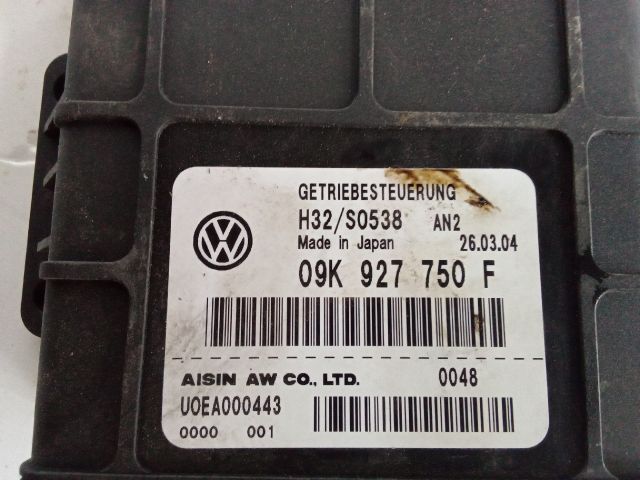 GETRIEBESTEUERUNG
H32/S0538 AN2
Made in Japan 26.03.04
09K 927 750 F
AISIN AW CO., LTD. 0048
U0EA000443
0000 001